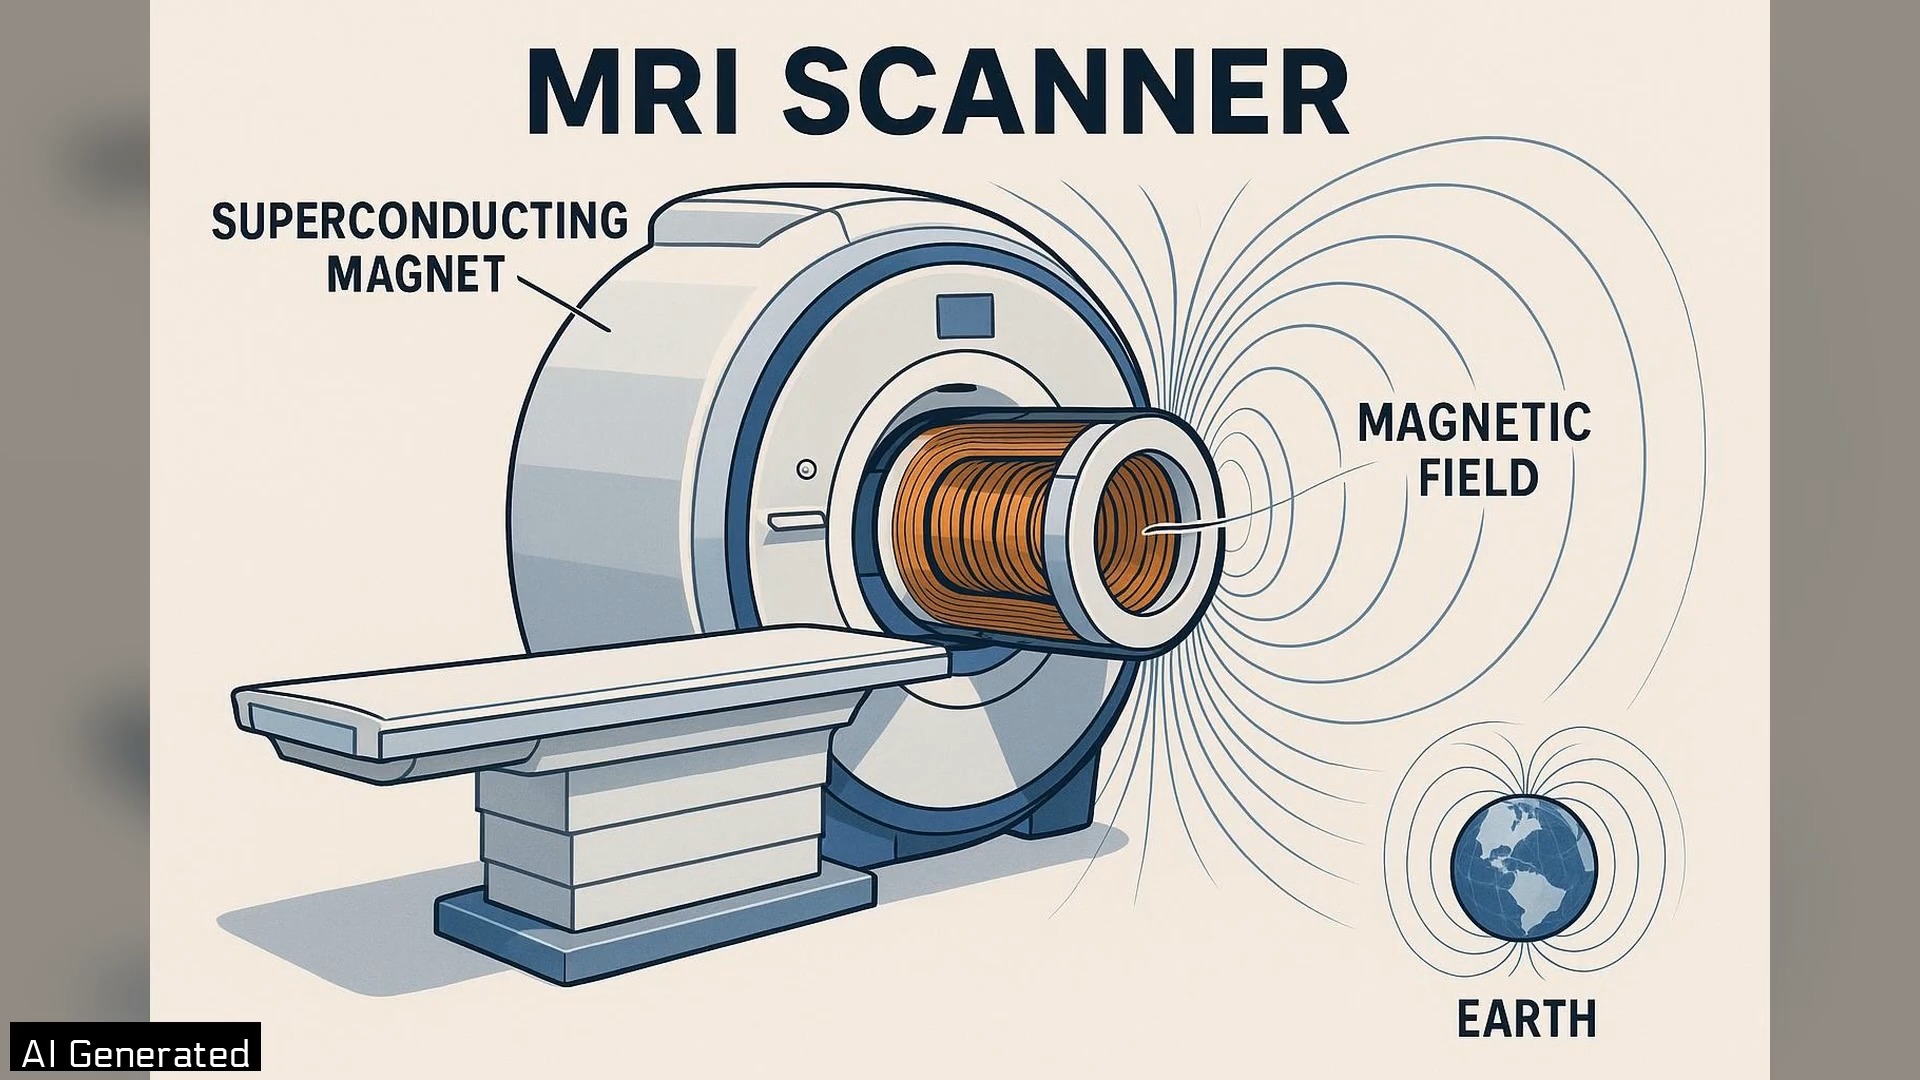 MRI SCANNER
SUPERCONDUCTING
MAGNET
MAGNETIC
FIELD
EARTH
AI Generated